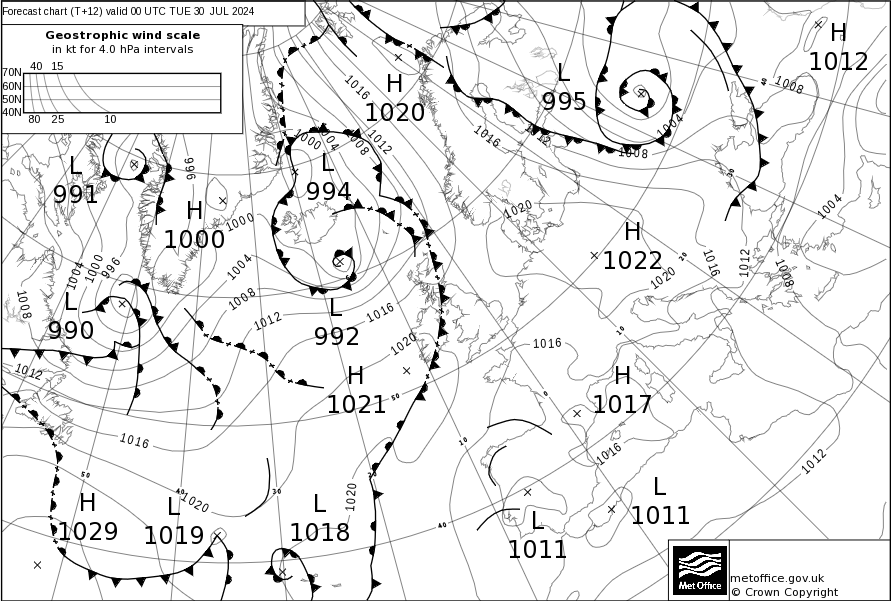 Forecast chart (T+12) valid 00 UTC TUE 30 JUL 2024
Geostrophic wind scale
in kt for 4.0 hPa intervals
40 15
70N
60N
50N
40N
80 25 10
H
1012
L
995
H
1020
1016
1008
1012
1004
1000
1008
1004
1016
1012
1008
L
994
L
991
996
H
1000
1000
1020
1004
H
1022
1004
1000
996
1004
1008
1012
1016
1020
1016
1012
1008
L
990
1008
L
992
1020
1016
H
1021
H
1017
1012
1016
1016
1012
1020
1020
H
1029
L
1019
L
1018
L
1011
L
1011
50
40
30
20
50
40
10
0
10
20
30
40
Met Office
metoffice.gov.uk
© Crown Copyright